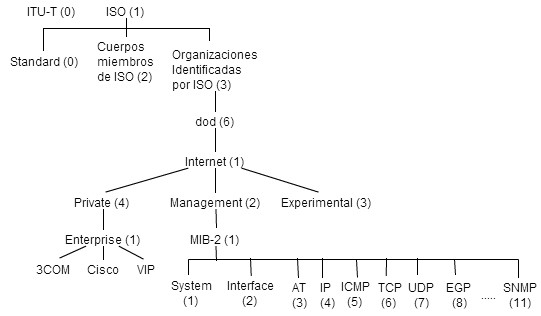 ITU-T (0) ISO (1)
Standard (0) Cuerpos miembros de ISO (2) Organizaciones Identificadas por ISO (3)
dod (6)
Internet (1)
Private (4) Management (2) Experimental (3)
Enterprise (1) MIB-2 (1)
3COM Cisco VIP
System Interface AT IP ICMP TCP UDP EGP ..... SNMP
(1) (2) (3) (4) (5) (6) (7) (8) (11)